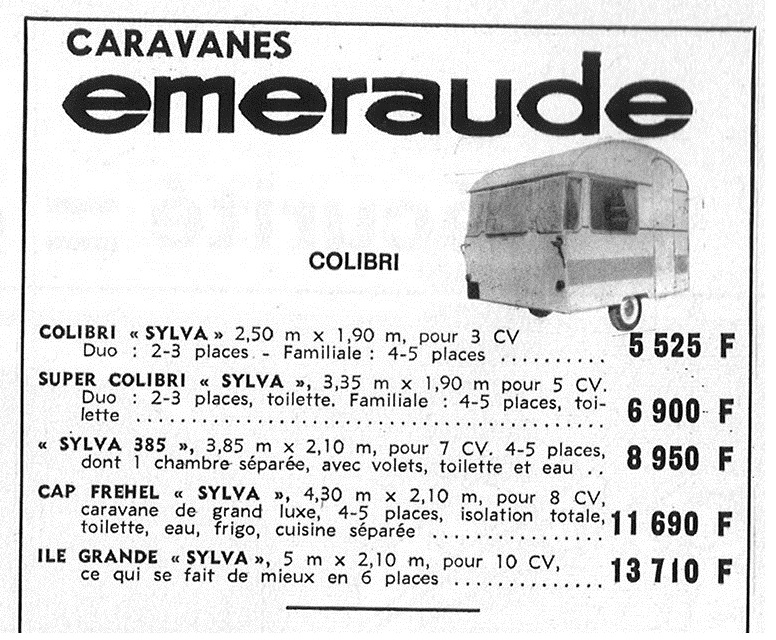 CARAVANES
emeraude
COLIBRI
COLIBRI « SYLVA » 2,50 m x 1,90 m, pour 3 CV
Duo : 2-3 places - Familiale : 4-5 places .......... 5 525 F
SUPER COLIBRI « SYLVA », 3,35 m x 1,90 m pour 5 CV.
Duo : 2-3 places, toilette. Familiale : 4-5 places, toi-
lette ........................................ 6 900 F
« SYLVA 385 », 3,85 m x 2,10 m, pour 7 CV. 4-5 places,
dont 1 chambre séparée, avec volets, toilette et eau .. 8 950 F
CAP FREHEL « SYLVA », 4,30 m x 2,10 m, pour 8 CV,
caravane de grand luxe, 4-5 places, isolation totale,
toilette, eau, frigo, cuisine séparée ................ 11 690 F
ILE GRANDE « SYLVA », 5 m x 2,10 m, pour 10 CV,
ce qui se fait de mieux en 6 places .............. 13 710 F